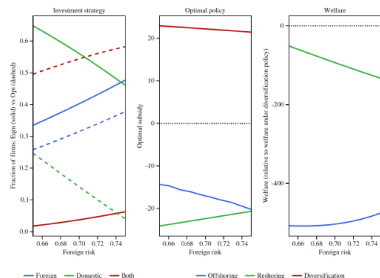 Investment strategy
Optimal policy
Welfare
Fraction of firms: Eqm (solid) vs Opt (dashed)
0.6
0.5
0.4
0.3
0.2
0.1
0.0
0.66 0.68 0.70 0.72 0.74
Foreign risk
Optimal subsidy
20
10
0
-10
-20
0.66 0.68 0.70 0.72 0.74
Foreign risk
Welfare (relative to welfare under diversification policy)
0
-200
-400
0.66 0.68 0.70 0.72 0.74
Foreign risk
Foreign Domestic Both
Offshoring Reshoring Diversification